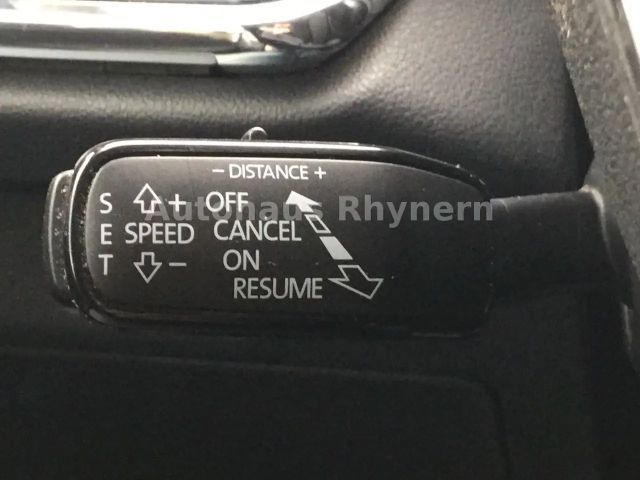 - DISTANCE +
S + OFF
E SPEED CANCEL
T - ON
RESUME
Autohaus Rhynern